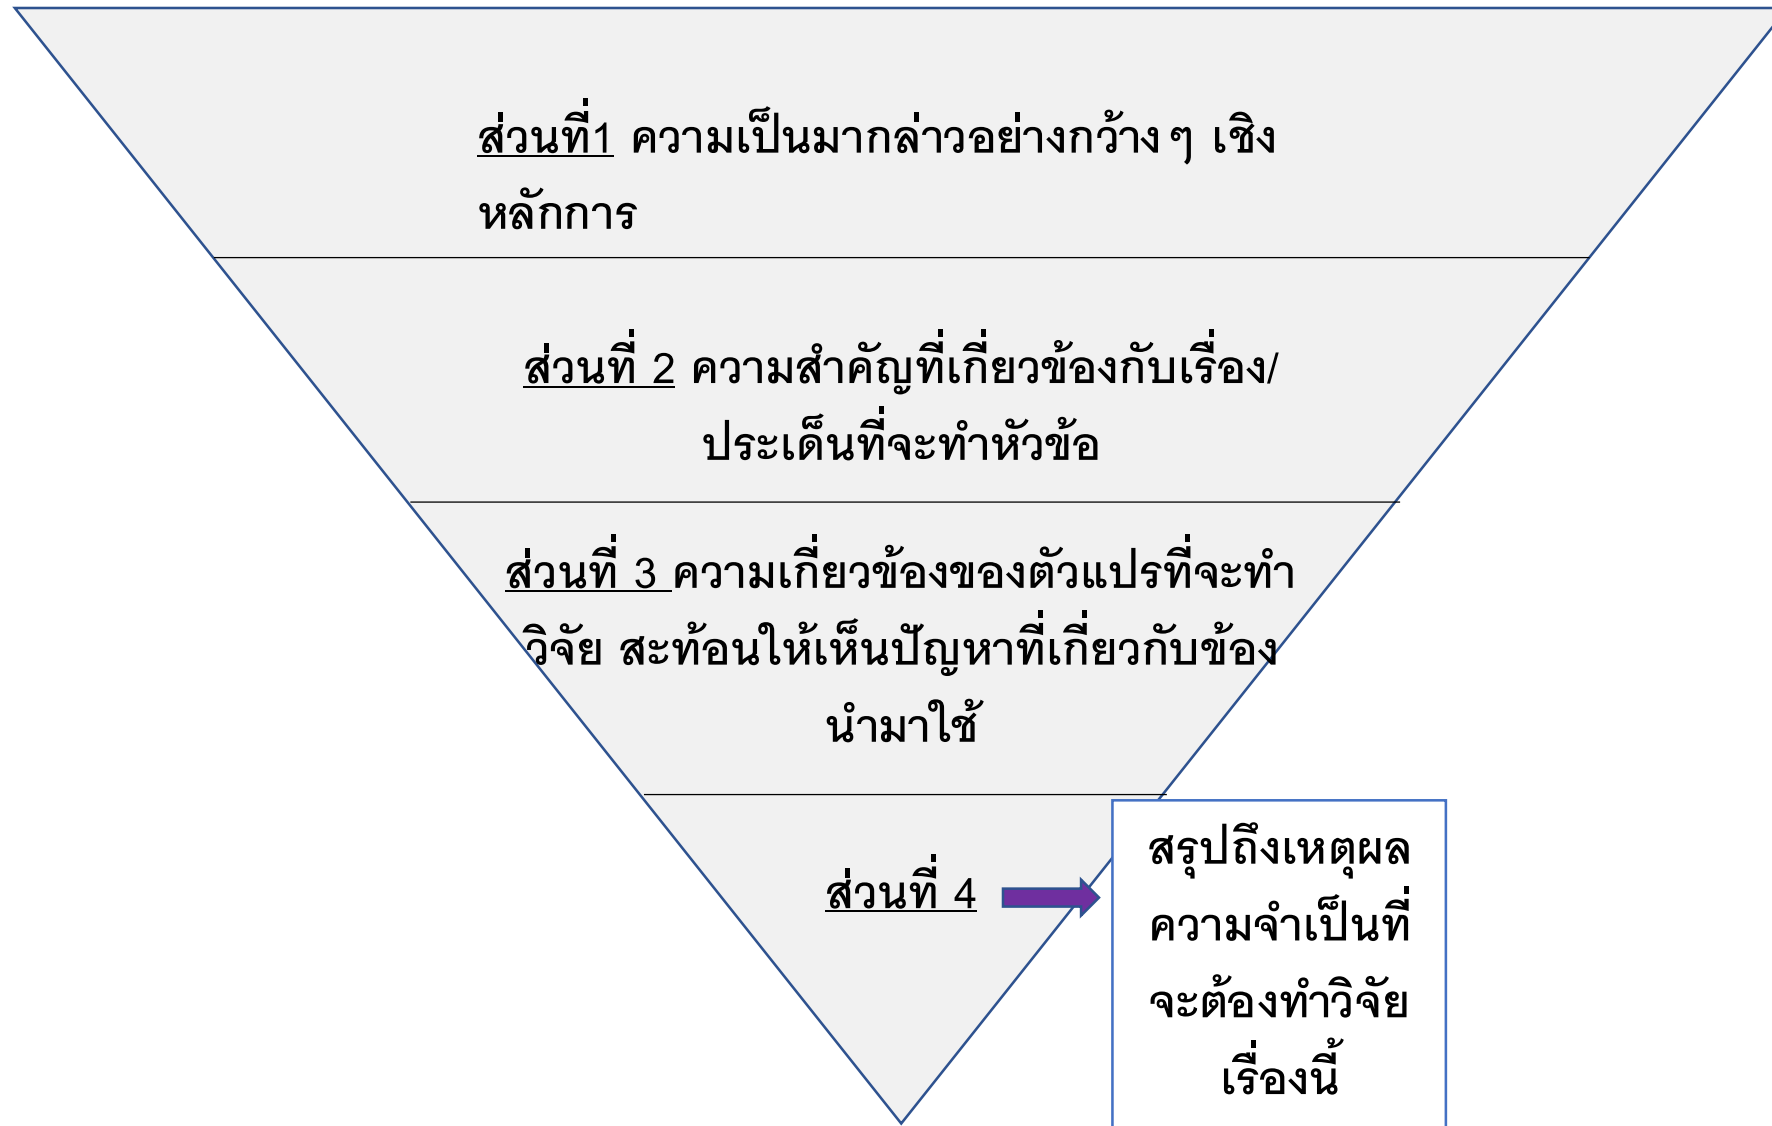 ส่วนที่1 ความเป็นมากล่าวอย่างกว้าง ๆ เชิง
หลักการ
ส่วนที่ 2 ความสำคัญที่เกี่ยวข้องกับเรื่อง/
ประเด็นที่จะทำหัวข้อ
ส่วนที่ 3 ความเกี่ยวข้องของตัวแปรที่จะทำ
วิจัย สะท้อนให้เห็นปัญหาที่เกี่ยวกับข้อง
นำมาใช้
ส่วนที่ 4
สรุปถึงเหตุผล
ความจำเป็นที่
จะต้องทำวิจัย
เรื่องนี้